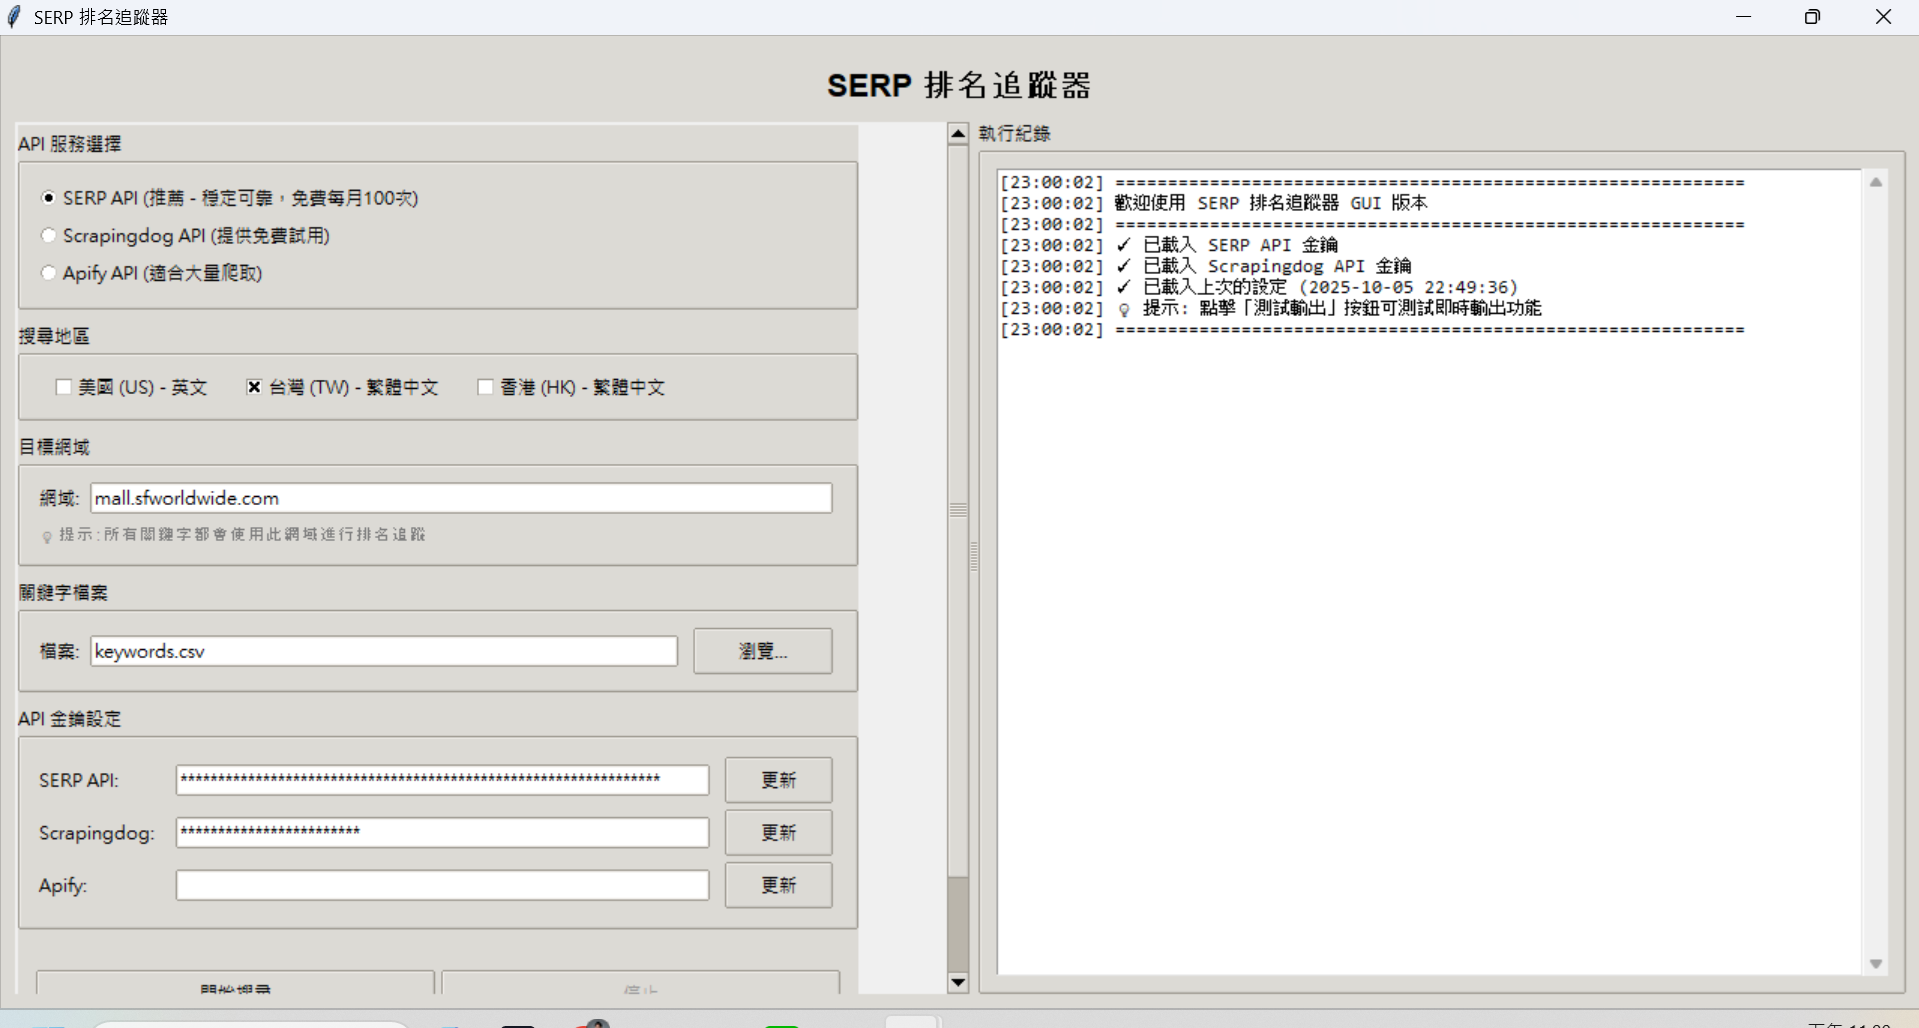 SERP 排名追蹤器
SERP 排名追蹤器
API 服務選擇
SERP API (推薦 - 穩定可靠，免費每月100次)
Scrapingdog API (提供免費試用)
Apify API (適合大量爬取)
搜尋地區
美國 (US) - 英文
台灣 (TW) - 繁體中文
香港 (HK) - 繁體中文
目標網域
網域: mall.sfworldwide.com
提示:所有關鍵字都會使用此網域進行排名追蹤
關鍵字檔案
檔案: keywords.csv
瀏覽...
API 金鑰設定
SERP API: ****************************************************************
更新
Scrapingdog: ************************
更新
Apify:
更新
開始搜尋
停止
執行紀錄
[23:00:02] ============================================================
[23:00:02] 歡迎使用 SERP 排名追蹤器 GUI 版本
[23:00:02] ============================================================
[23:00:02] ✓ 已載入 SERP API 金鑰
[23:00:02] ✓ 已載入 Scrapingdog API 金鑰
[23:00:02] ✓ 已載入上次的設定 (2025-10-05 22:49:36)
[23:00:02] 💡 提示: 點擊「測試輸出」按鈕可測試即時輸出功能
[23:00:02] ============================================================